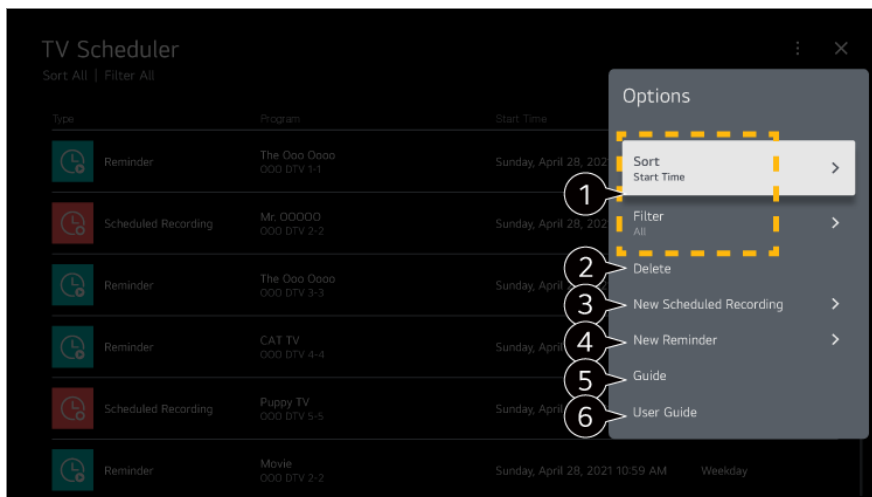 TV Scheduler
Sort All | Filter All
Type Program Start Time
Reminder
The Ooo Oooo
OOO DTV 1-1
Sunday, April 28, 202
Scheduled Recording
Mr. OOOOO
OOO DTV 2-2
Sunday, April 28, 202
Reminder
The Ooo Oooo
OOO DTV 3-3
Sunday, April
Reminder
CAT TV
OOO DTV 4-4
Sunday, April
Scheduled Recording
Puppy TV
OOO DTV 5-5
Sunday, April
Reminder
Movie
OOO DTV 2-2
Sunday, April 28, 2021 10:59 AM Weekday
Options
Sort
Start Time
1
Filter
All
2 Delete
3 New Scheduled Recording
4 New Reminder
5 Guide
6 User Guide